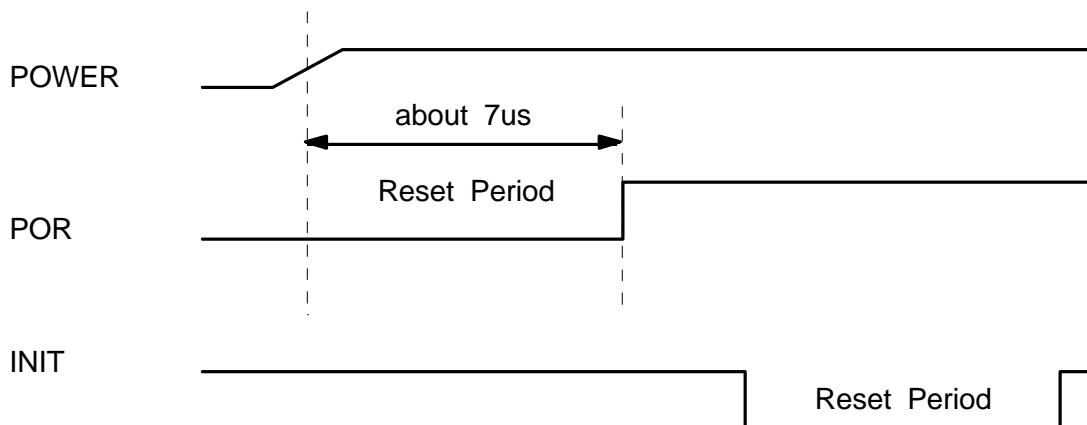 POWER
about 7us
Reset Period
POR
INIT
Reset Period